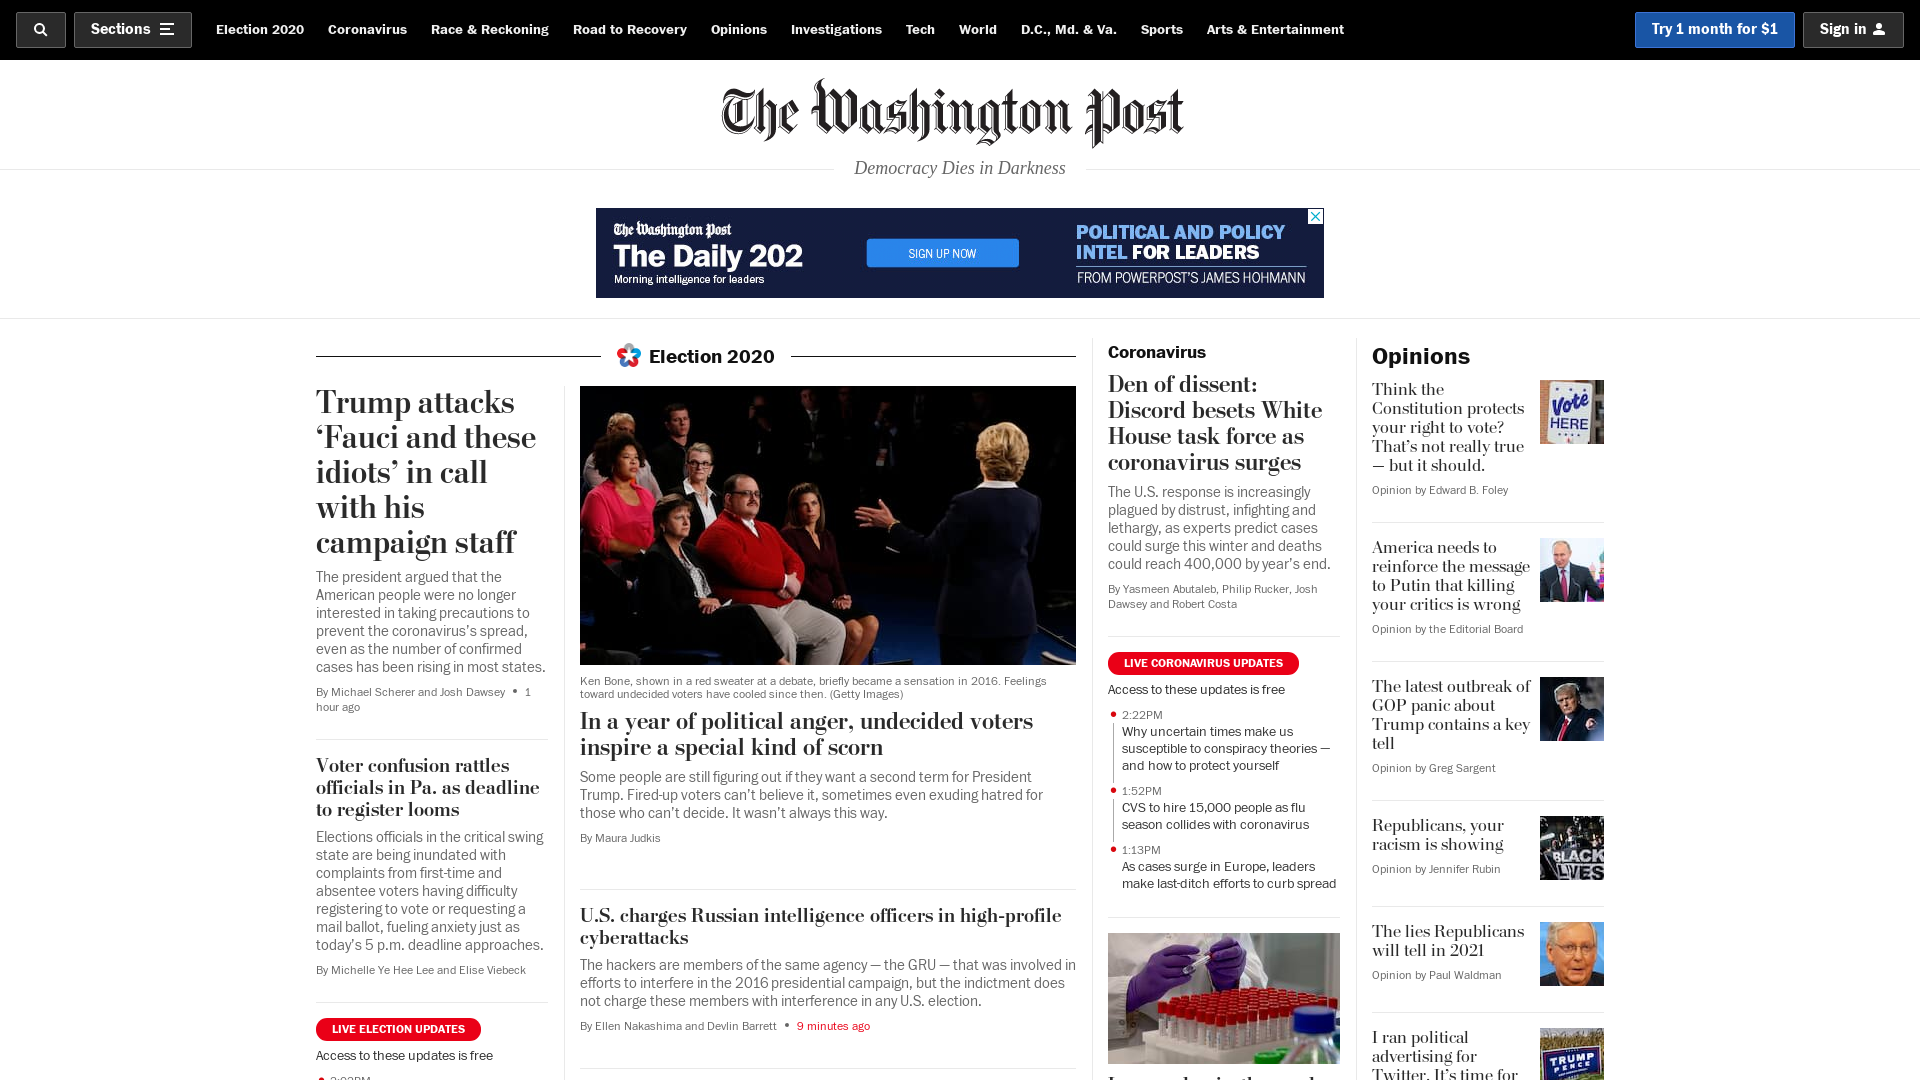 Sections
Election 2020
Coronavirus
Race & Reckoning
Road to Recovery
Opinions
Investigations
Tech
World
D.C., Md. & Va.
Sports
Arts & Entertainment
Try 1 month for $1
Sign in
The Washington Post
Democracy Dies in Darkness
The Washington Post
The Daily 202
Morning intelligence for leaders
SIGN UP NOW
POLITICAL AND POLICY
INTEL FOR LEADERS
FROM POWERPOST'S JAMES HOHMANN
Election 2020
Trump attacks
‘Fauci and these
idiots’ in call
with his
campaign staff
The president argued that the
American people were no longer
interested in taking precautions to
prevent the coronavirus’s spread,
even as the number of confirmed
cases has been rising in most states.
By Michael Scherer and Josh Dawsey • 1
hour ago
Voter confusion rattles
officials in Pa. as deadline
to register looms
Elections officials in the critical swing
state are being inundated with
complaints from first-time and
absentee voters having difficulty
registering to vote or requesting a
mail ballot, fueling anxiety just as
today’s 5 p.m. deadline approaches.
By Michelle Ye Hee Lee and Elise Viebeck
LIVE ELECTION UPDATES
Access to these updates is free
Ken Bone, shown in a red sweater at a debate, briefly became a sensation in 2016. Feelings
toward undecided voters have cooled since then. (Getty Images)
In a year of political anger, undecided voters
inspire a special kind of scorn
Some people are still figuring out if they want a second term for President
Trump. Fired-up voters can’t believe it, sometimes even exuding hatred for
those who can’t decide. It wasn’t always this way.
By Maura Judkis
U.S. charges Russian intelligence officers in high-profile
cyberattacks
The hackers are members of the same agency — the GRU — that was involved in
efforts to interfere in the 2016 presidential campaign, but the indictment does
not charge these members with interference in any U.S. election.
By Ellen Nakashima and Devlin Barrett • 9 minutes ago
Coronavirus
Den of dissent:
Discord besets White
House task force as
coronavirus surges
The U.S. response is increasingly
plagued by distrust, infighting and
lethargy, as experts predict cases
could surge this winter and deaths
could reach 400,000 by year’s end.
By Yasmeen Abutaleb, Philip Rucker, Josh
Dawsey and Robert Costa
LIVE CORONAVIRUS UPDATES
Access to these updates is free
2:22PM
Why uncertain times make us
susceptible to conspiracy theories —
and how to protect yourself
1:52PM
CVS to hire 15,000 people as flu
season collides with coronavirus
1:13PM
As cases surge in Europe, leaders
make last-ditch efforts to curb spread
Opinions
Think the
Constitution protects
your right to vote?
That’s not really true
— but it should.
Opinion by Edward B. Foley
Vote
HERE
America needs to
reinforce the message
to Putin that killing
your critics is wrong
Opinion by the Editorial Board
The latest outbreak of
GOP panic about
Trump contains a key
tell
Opinion by Greg Sargent
Republicans, your
racism is showing
Opinion by Jennifer Rubin
BLACK
LIVES
The lies Republicans
will tell in 2021
Opinion by Paul Waldman
I ran political
advertising for
Twitter. It’s time for
TRUMP
PENCE